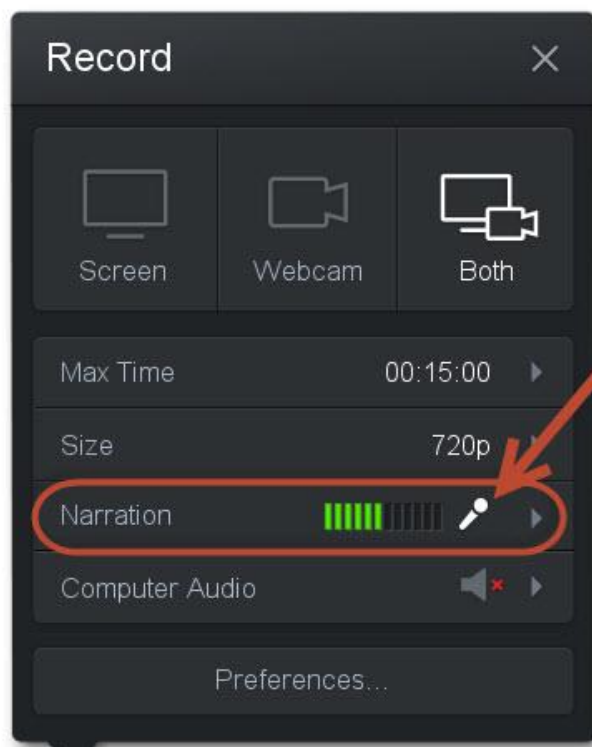 Record
Screen Webcam Both
Max Time 00:15:00
Size 720p
Narration
Computer Audio
Preferences...